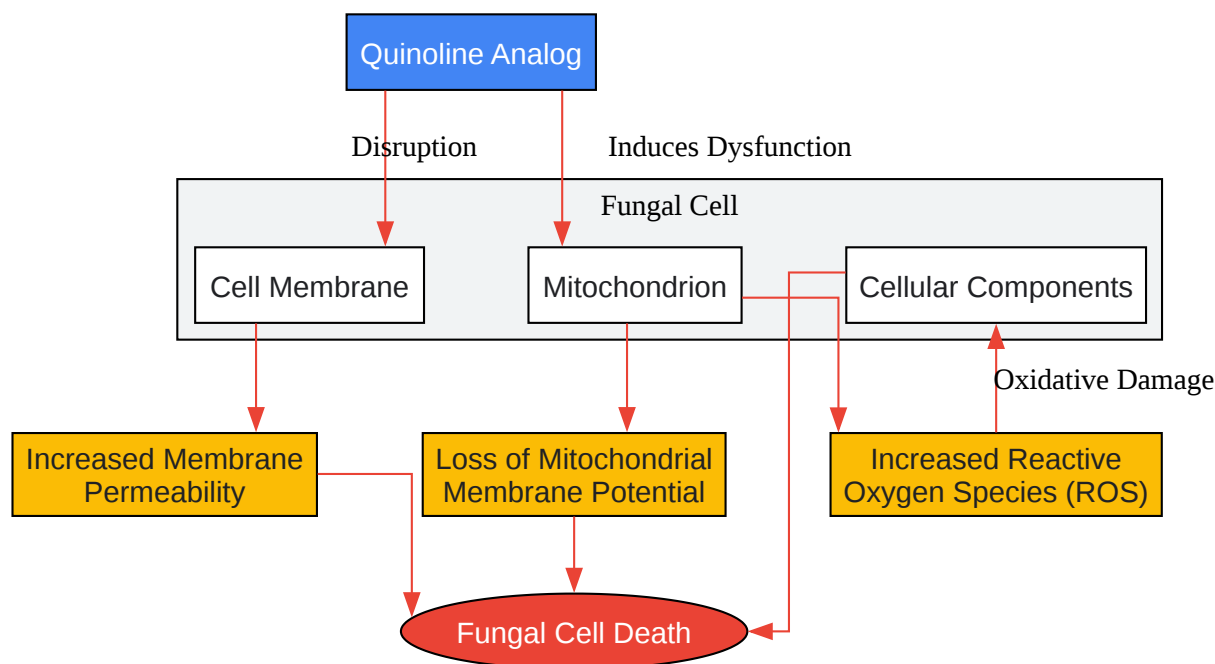 Quinoline Analog
Disruption
Induces Dysfunction
Fungal Cell
Cell Membrane
Mitochondrion
Cellular Components
Oxidative Damage
Increased Membrane
Permeability
Loss of Mitochondrial
Membrane Potential
Increased Reactive
Oxygen Species (ROS)
Fungal Cell Death